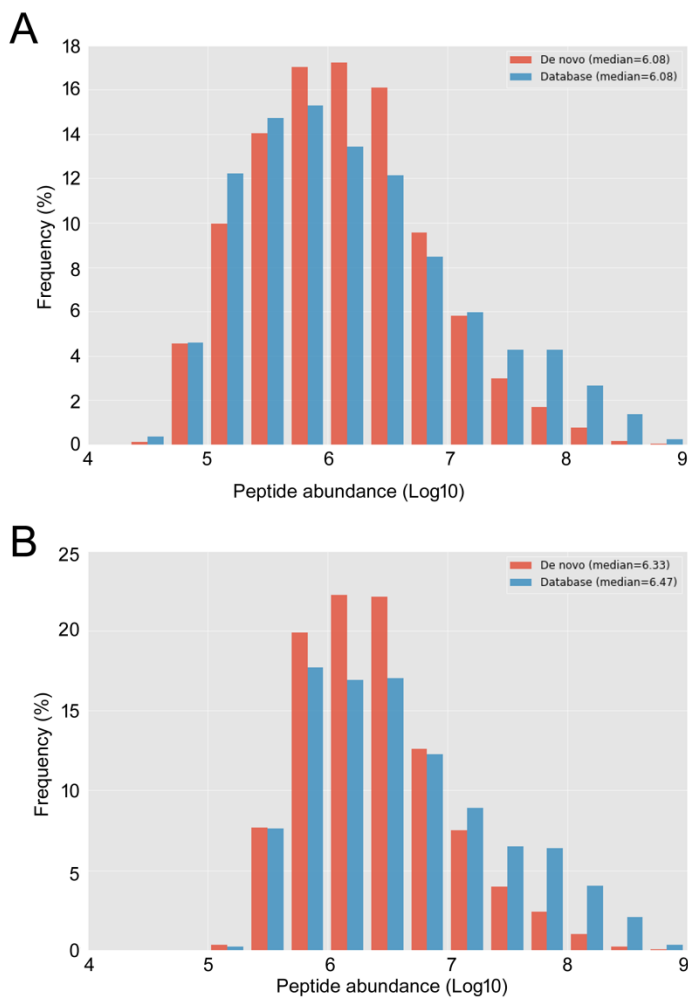 A
18
16
14
12
10
8
6
4
2
0
Frequency (%)
De novo (median=6.08)
Database (median=6.08)
4 5 6 7 8 9
Peptide abundance (Log10)
B
25
20
15
10
5
0
Frequency (%)
De novo (median=6.33)
Database (median=6.47)
4 5 6 7 8 9
Peptide abundance (Log10)